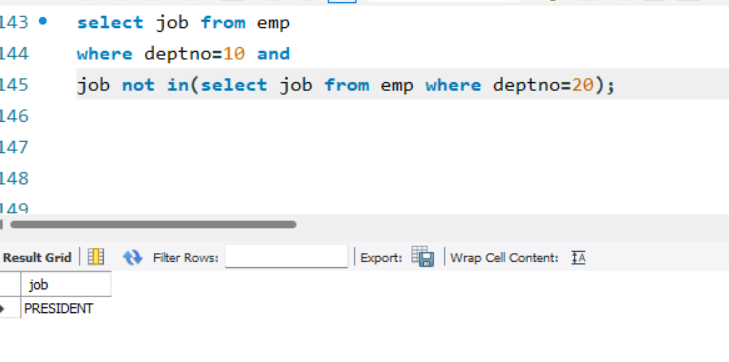 143 select job from emp
144 where deptno=10 and
145 job not in(select job from emp where deptno=20);
146
147
148
149
Result Grid Filter Rows: Export: Wrap Cell Content: IA
job
PRESIDENT